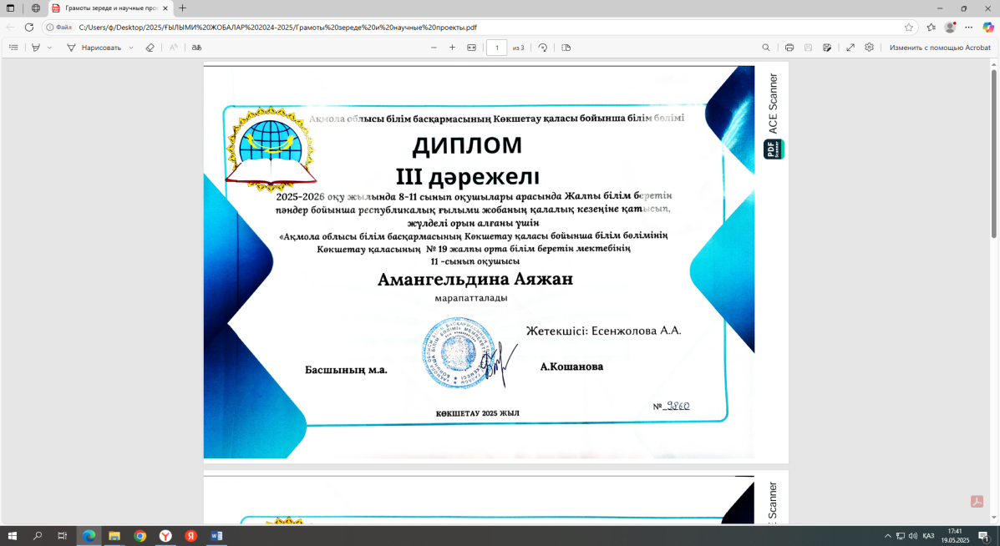 Грамоты зереде и научные прое
Файл C:/Users/ф/Desktop/2025/ҒЫЛЫМИ%20ЖОБАЛАР%202024-2025/Грамоты%20зереде%20и%20научные%20проекты.pdf
Нарисовать
1 из 3
Изменить с помощью Acrobat
Ақмола облысы білім басқармасының Көкшетау қаласы бойынша білім бөлімі
ДИПЛОМ
III дәрежелі
2025-2026 оқу жылында 8-11 сынып оқушылары арасында Жалпы білім беретін
пәндер бойынша республикалық ғылыми жобаның қалалық кезеңіне қатысып,
жүлделі орын алғаны үшін
«Ақмола облысы білім басқармасының Көкшетау қаласы бойынша білім бөлімінің
Көкшетау қаласының № 19 жалпы орта білім беретін мектебінің
11 -сынып оқушысы
Амангельдина Аяжан
марапатталады
Жетекшісі: Есенжолова А.А.
Басшының м.а.
А.Кошанова
№ 9860
КӨКШЕТАУ 2025 ЖЫЛ
ACE Scanner
PDF Scanner
Scanner
ҚАЗ
17:41
19.05.2025